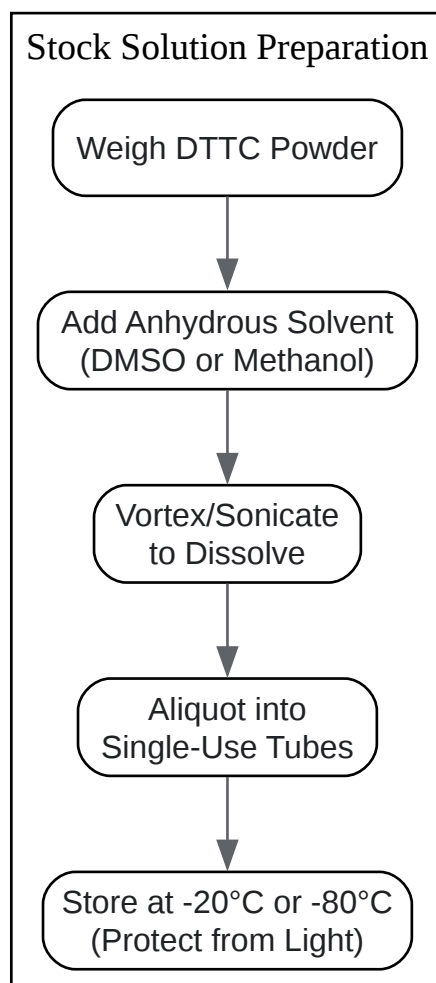 Stock Solution Preparation
Weigh DTTC Powder
Add Anhydrous Solvent
(DMSO or Methanol)
Vortex/Sonicate
to Dissolve
Aliquot into
Single-Use Tubes
Store at -20°C or -80°C
(Protect from Light)